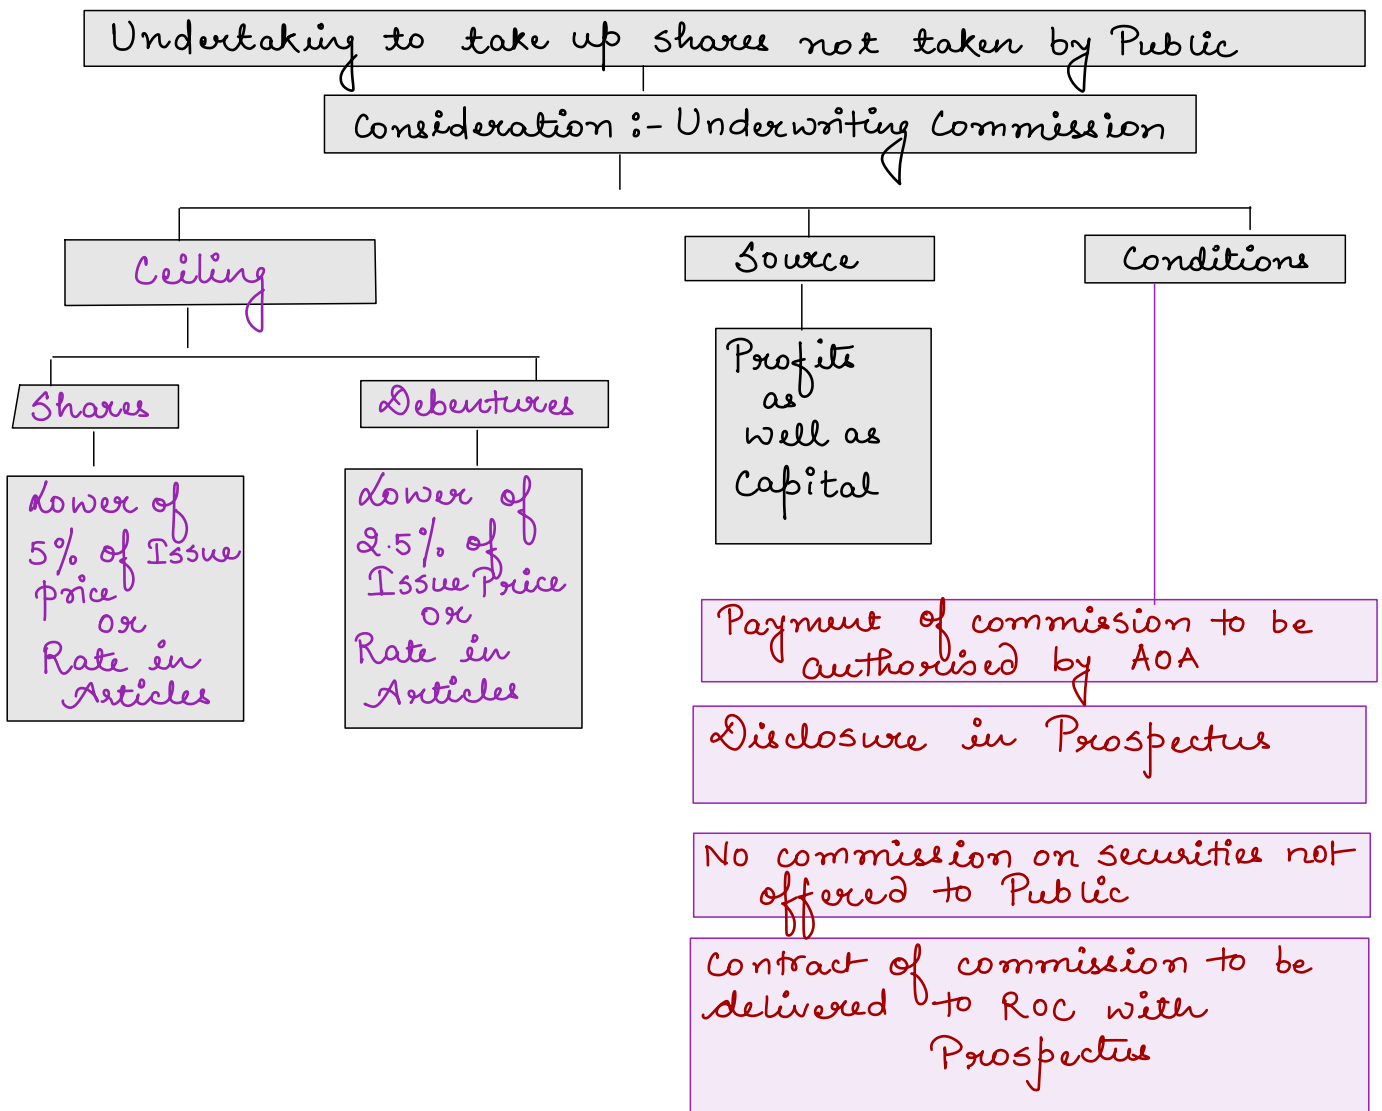 Undertaking to take up shares not taken by Public
Consideration :- Underwriting Commission
Ceiling
Source
Conditions
Shares
Debentures
Lower of
5% of Issue
price
or
Rate in
Articles
Lower of
2.5% of
Issue Price
or
Rate in
Articles
Profits
as
well as
Capital
Payment of commission to be
authorised by AOA
Disclosure in Prospectus
No commission on securities not
offered to Public
Contract of commission to be
delivered to ROC with
Prospectus